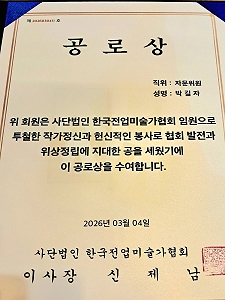 공로상
직위 : 자문위원
성명 : 박길자
위 회원은 사단법인 한국전업미술가협회 임원으로
투철한 작가정신과 헌신적인 봉사로 협회 발전과
위상정립에 지대한 공을 세웠기에
이 공로상을 수여합니다.
2026년 03월 04일
사단법인 한국전업미술가협회
이사장 신제남